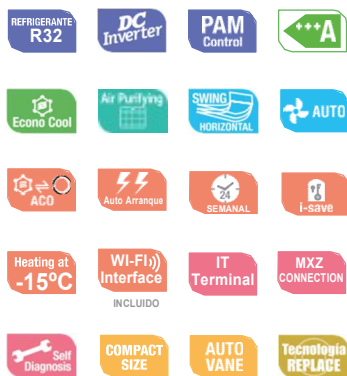 REFRIGERANTE
R32
DC
Inverter
PAM
Control
+++A
Econo Cool
Air Purifying
SWING
HORIZONTAL
AUTO
ACO
Auto Arranque
24
SEMANAL
i-save
Heating at
-15ºC
WI-FI
Interface
INCLUIDO
IT
Terminal
MXZ
CONNECTION
Self
Diagnosis
COMPACT
SIZE
AUTO
VANE
Tecnología
REPLACE